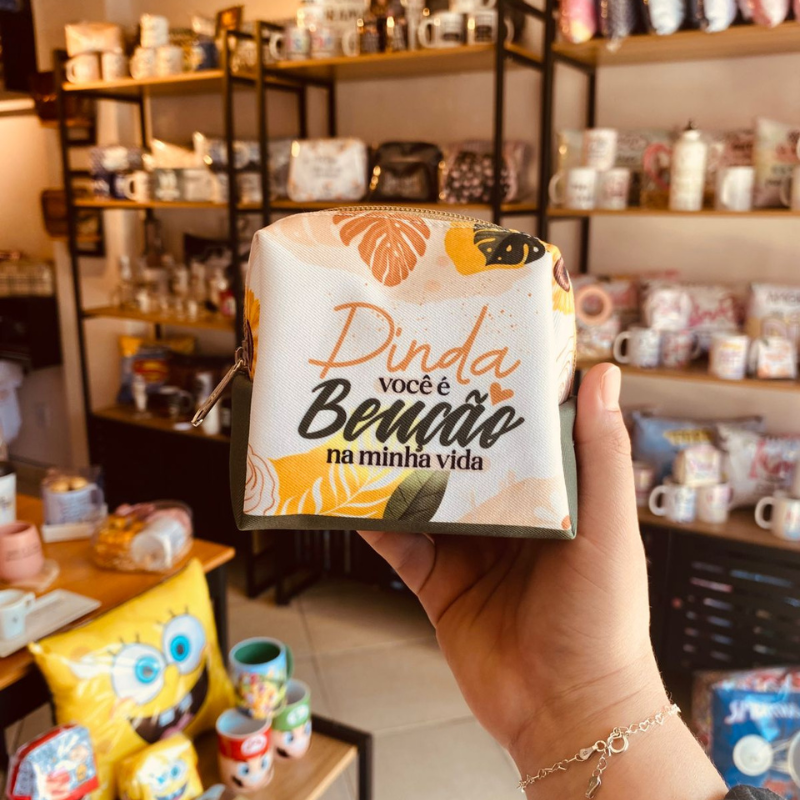 Dinda
você é
Benção
na minha vida